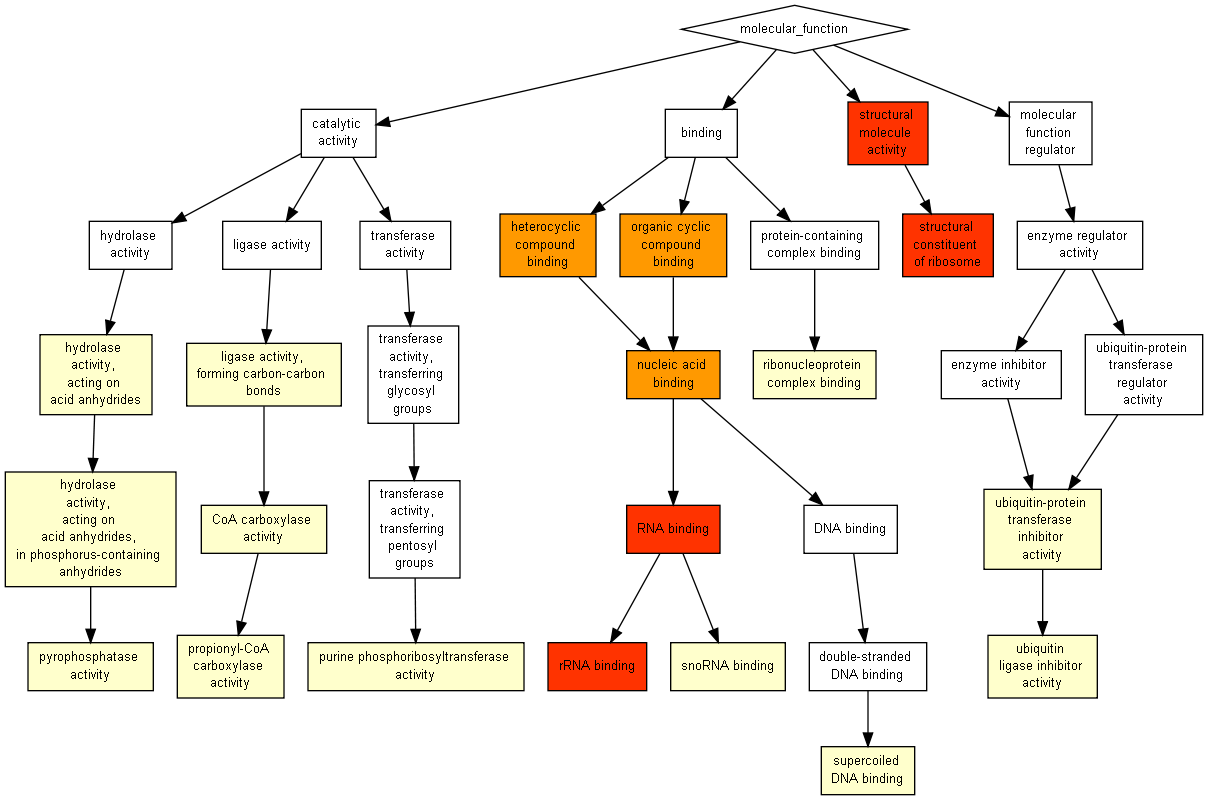 molecular_function
catalytic
activity
binding
structural
molecule
activity
molecular
function
regulator
hydrolase
activity
ligase activity
transferase
activity
heterocyclic
compound
binding
organic cyclic
compound
binding
protein-containing
complex binding
structural
constituent
of ribosome
enzyme regulator
activity
hydrolase
activity,
acting on
acid anhydrides
ligase activity,
forming carbon-carbon
bonds
transferase
activity,
transferring
glycosyl
groups
nucleic acid
binding
ribonucleoprotein
complex binding
enzyme inhibitor
activity
ubiquitin-protein
transferase
regulator
activity
hydrolase
activity,
acting on
acid anhydrides,
in phosphorus-containing
anhydrides
CoA carboxylase
activity
transferase
activity,
transferring
pentosyl
groups
RNA binding
DNA binding
ubiquitin-protein
transferase
inhibitor
activity
pyrophosphatase
activity
propionyl-CoA
carboxylase
activity
purine phosphoribosyltransferase
activity
rRNA binding
snoRNA binding
double-stranded
DNA binding
ubiquitin
ligase inhibitor
activity
supercoiled
DNA binding